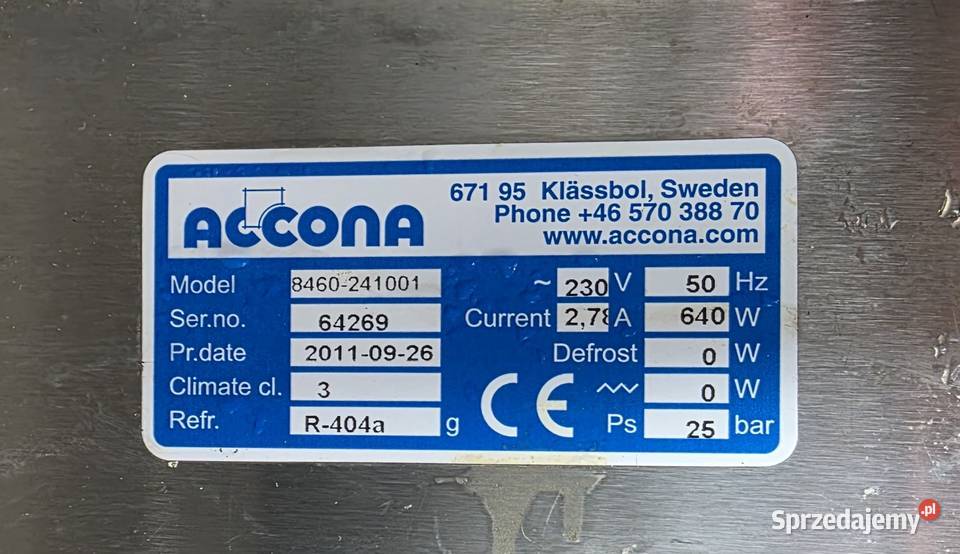 ACCONA
671 95 Klässbol, Sweden
Phone +46 570 388 70
www.accona.com
Model 8460-241001 ~ 230 V 50 Hz
Ser.no. 64269 Current 2,78 A 640 W
Pr.date 2011-09-26 Defrost 0 W
Climate cl. 3 0 W
Refr. R-404a g CE Ps 25 bar
Sprzedajemy.pl